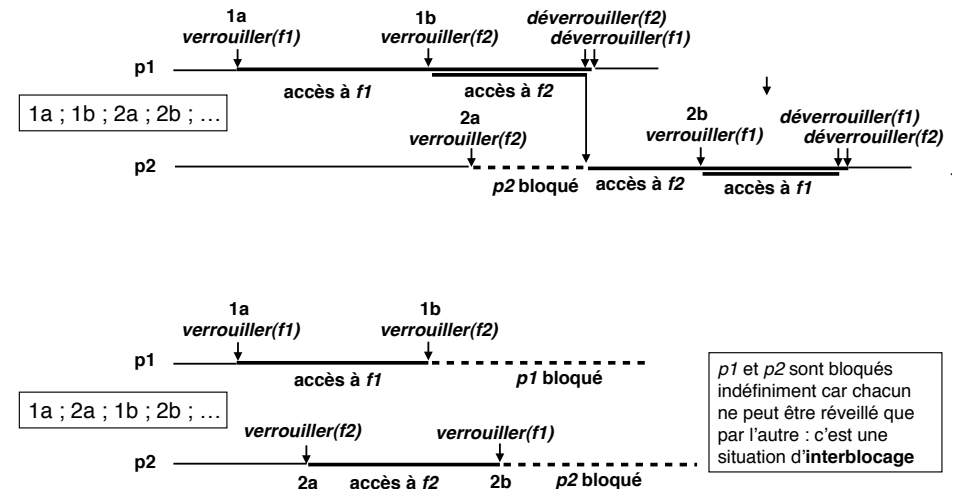 1a
verrouiller(f1)
1b
verrouiller(f2)
déverrouiller(f2)
déverrouiller(f1)
p1
accès à f1
accès à f2
1a ; 1b ; 2a ; 2b ; …
2a
verrouiller(f2)
2b
verrouiller(f1)
déverrouiller(f1)
déverrouiller(f2)
p2
p2 bloqué
accès à f2
accès à f1
1a
verrouiller(f1)
1b
verrouiller(f2)
p1
accès à f1
p1 bloqué
1a ; 2a ; 1b ; 2b ; …
verrouiller(f2)
verrouiller(f1)
p2
2a
accès à f2
2b
p2 bloqué
p1 et p2 sont bloqués
indéfiniment car chacun
ne peut être réveillé que
par l'autre : c'est une
situation d'interblocage